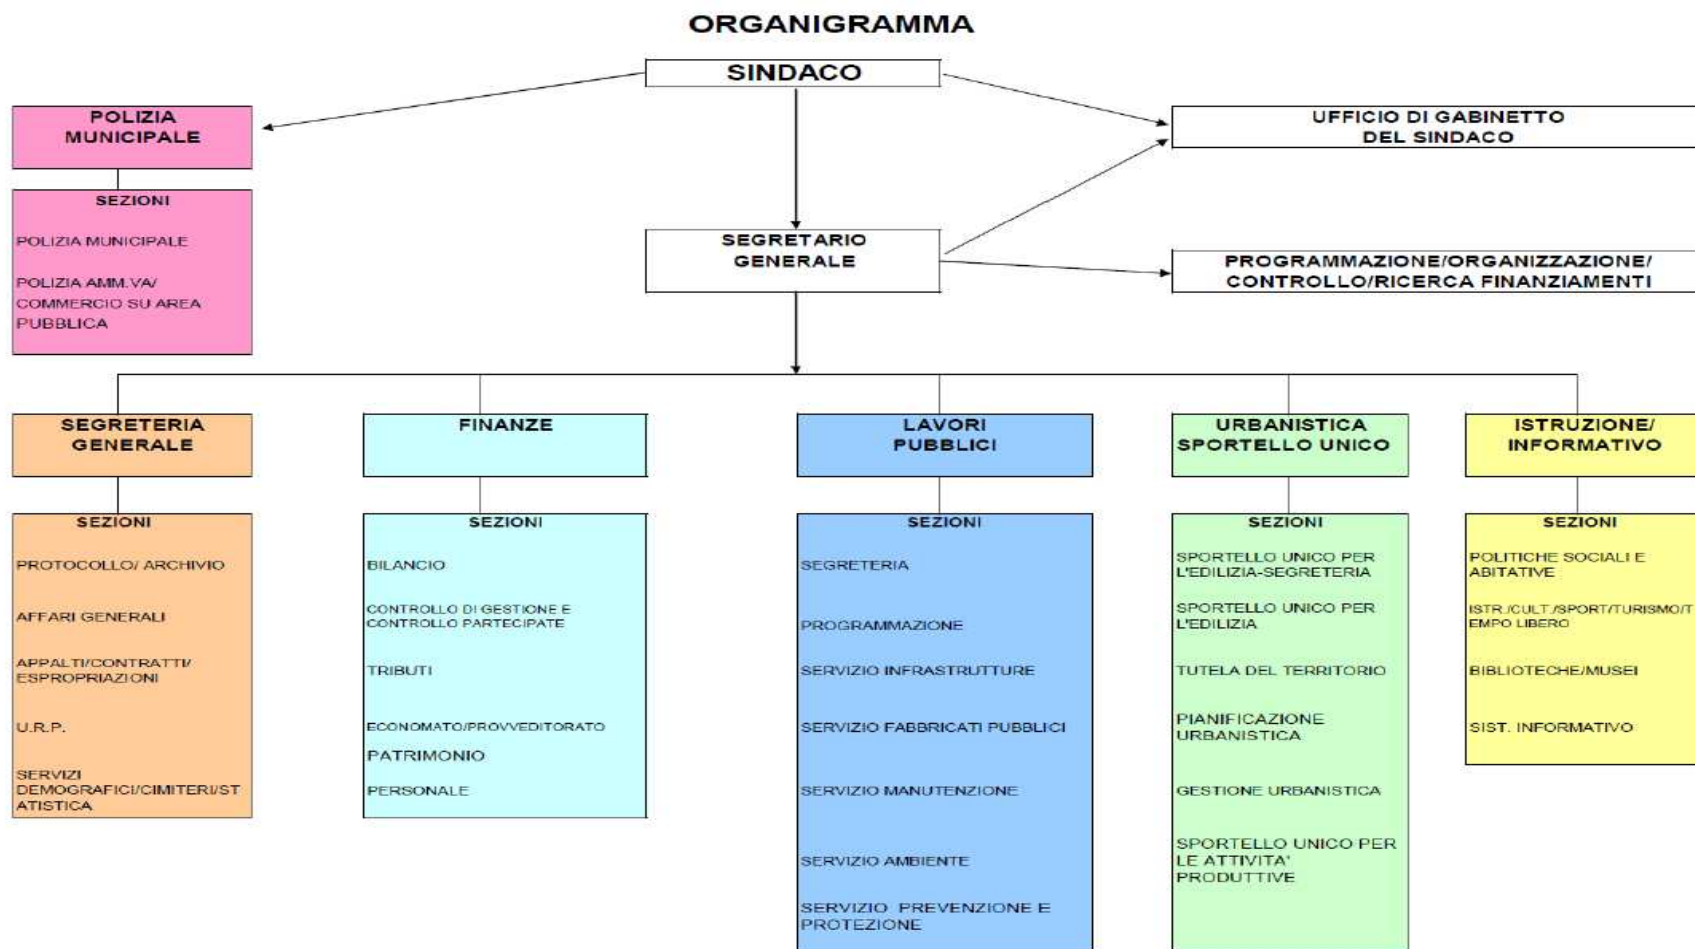 ORGANIGRAMMA
SINDACO
POLIZIA
MUNICIPALE
UFFICIO DI GABINETTO
DEL SINDACO
SEZIONI
POLIZIA MUNICIPALE
POLIZIA AMM.VA/
COMMERCIO SU AREA
PUBBLICA
SEGRETARIO
GENERALE
PROGRAMMAZIONE/ORGANIZZAZIONE/
CONTROLLO/RICERCA FINANZIAMENTI
SEGRETERIA
GENERALE
SEZIONI
PROTOCOLLO/ ARCHIVIO
AFFARI GENERALI
APPALTI/CONTRATTI/
ESPROPRIAZIONI
U.R.P.
SERVIZI
DEMOGRAFICI/CIMITERI/ST
ATISTICA
FINANZE
SEZIONI
BILANCIO
CONTROLLO DI GESTIONE E
CONTROLLO PARTECIPATE
TRIBUTI
ECONOMATO/PROVVEDITORATO
PATRIMONIO
PERSONALE
LAVORI
PUBBLICI
SEZIONI
SEGRETERIA
PROGRAMMAZIONE
SERVIZIO INFRASTRUTTURE
SERVIZIO FABBRICATI PUBBLICI
SERVIZIO MANUTENZIONE
SERVIZIO AMBIENTE
SERVIZIO PREVENZIONE E
PROTEZIONE
URBANISTICA
SPORTELLO UNICO
SEZIONI
SPORTELLO UNICO PER
L'EDILIZIA-SEGRETERIA
SPORTELLO UNICO PER
L'EDILIZIA
TUTELA DEL TERRITORIO
PIANIFICAZIONE
URBANISTICA
GESTIONE URBANISTICA
SPORTELLO UNICO PER
LE ATTIVITA'
PRODUTTIVE
ISTRUZIONE/
INFORMATIVO
SEZIONI
POLITICHE SOCIALI E
ABITATIVE
ISTR./CULT./SPORT/TURISMO/T
EMPO LIBERO
BIBLIOTECHE/MUSEI
SIST. INFORMATIVO